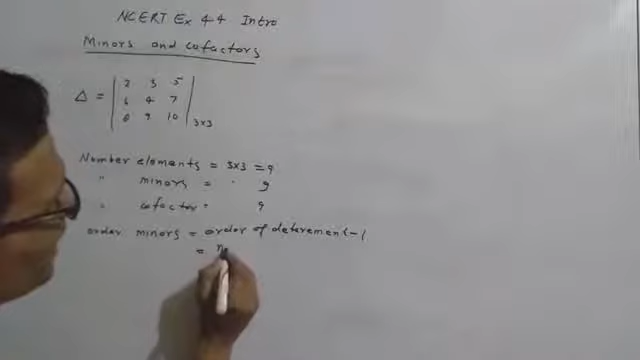 NCERT Ex 4.4 Intro
Minors and cofactors
Δ = | 2 3 5 |
| 6 4 7 |
| 8 9 10 | 3x3
Number elements = 3x3 = 9
" minors = " 9
" cofactor " 9
order minors = order of determenent-1
= n